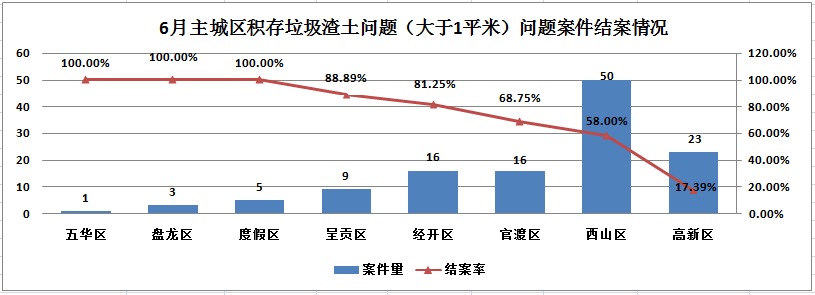 6月主城区积存垃圾渣土问题（大于1平米）问题案件结案情况
60
50
40
30
20
10
0
120.00%
100.00%
80.00%
60.00%
40.00%
20.00%
0.00%
100.00%
100.00%
100.00%
88.89%
81.25%
68.75%
58.00%
17.39%
1
3
5
9
16
16
50
23
五华区
盘龙区
度假区
呈贡区
经开区
官渡区
西山区
高新区
案件量
结案率